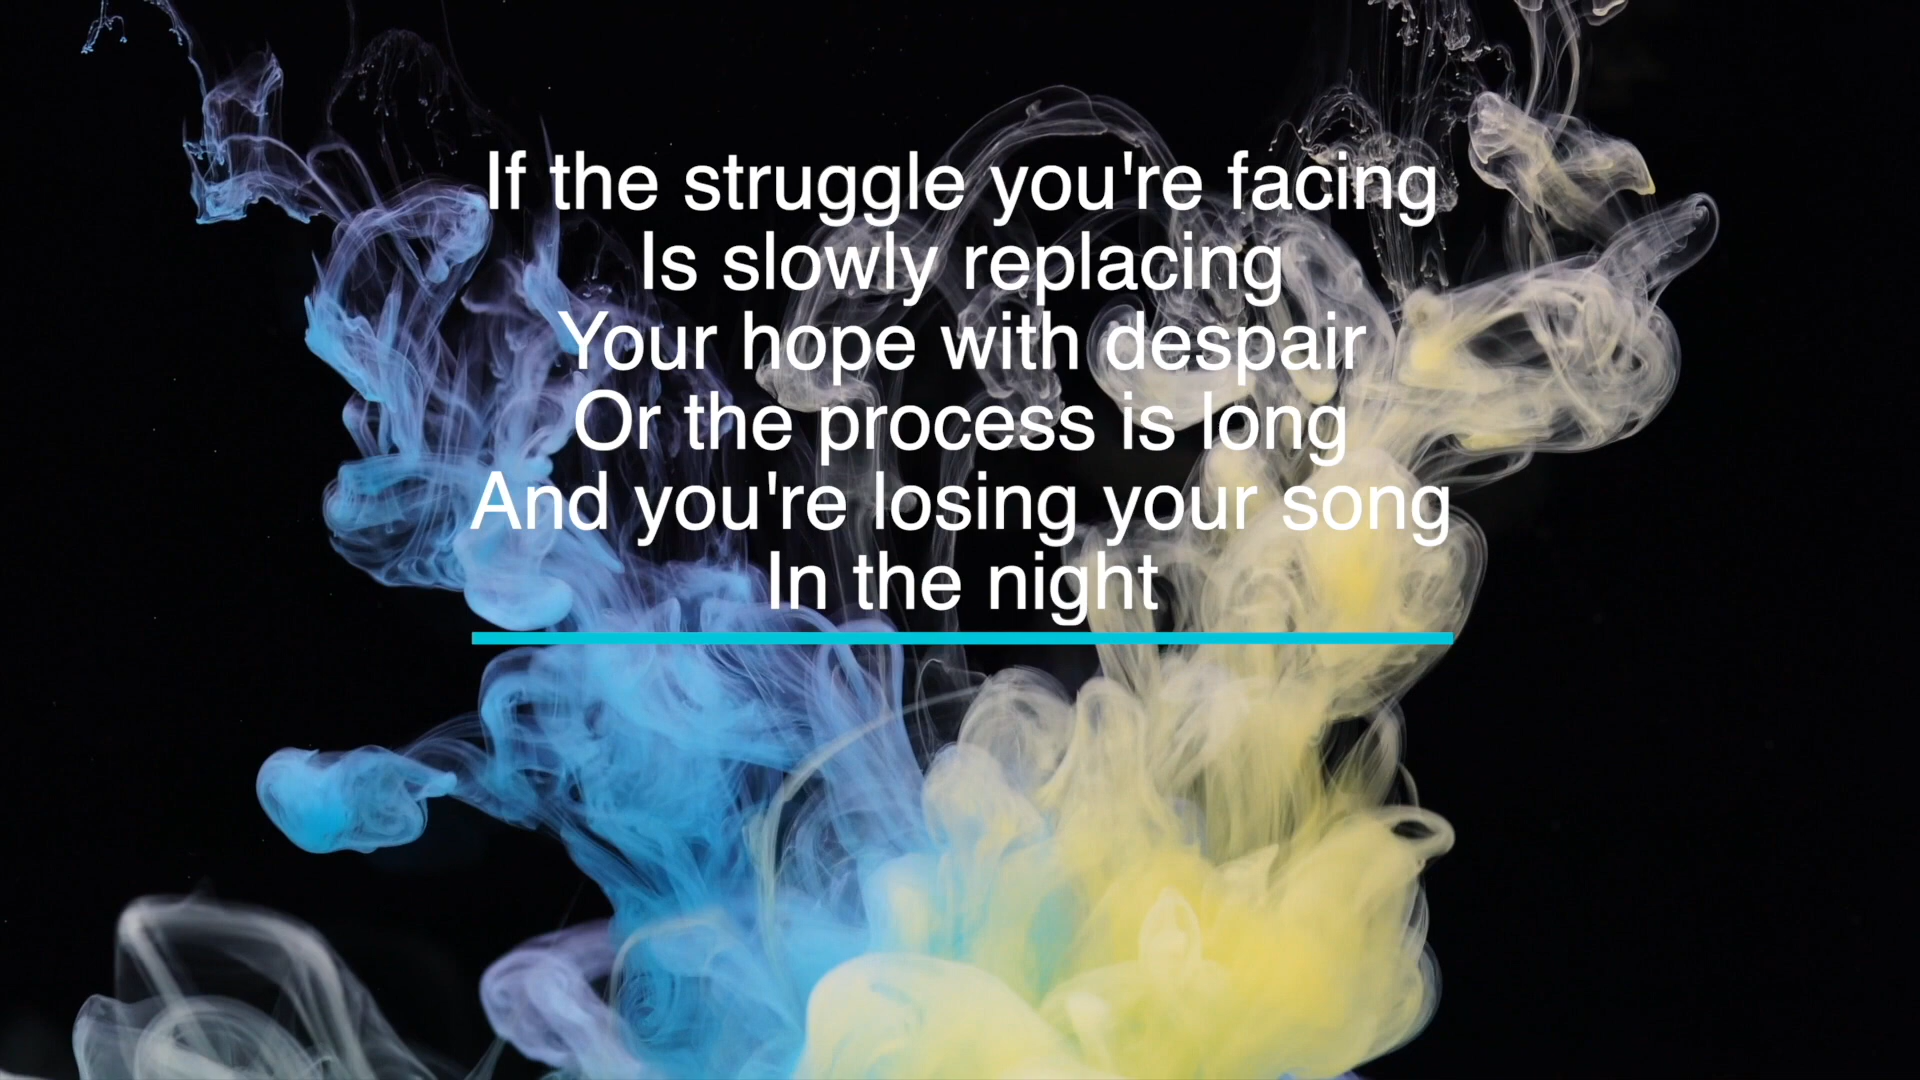 If the struggle you're facing
Is slowly replacing
Your hope with despair
Or the process is long
And you're losing your song
In the night